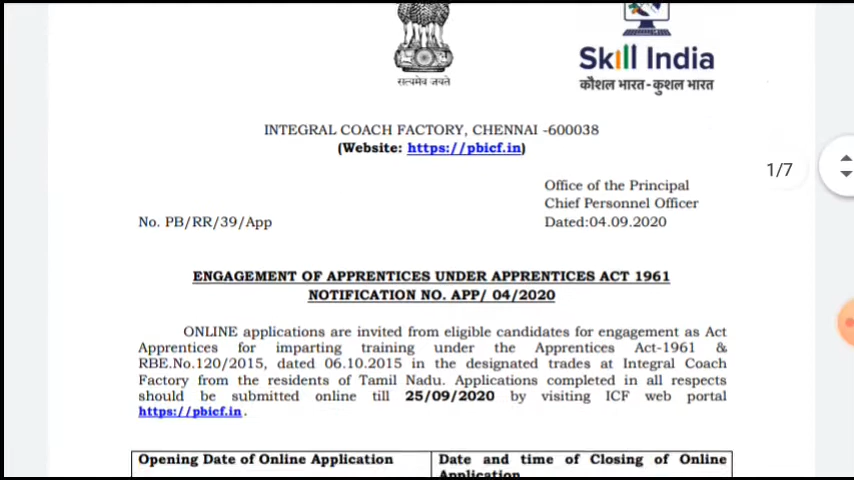 सत्यमेव जयते
Skill India
कौशल भारत-कुशल भारत
INTEGRAL COACH FACTORY, CHENNAI -600038
(Website: https://pbicf.in)
1/7
Office of the Principal
Chief Personnel Officer
No. PB/RR/39/App
Dated:04.09.2020
ENGAGEMENT OF APPRENTICES UNDER APPRENTICES ACT 1961
NOTIFICATION NO. APP/ 04/2020
ONLINE applications are invited from eligible candidates for engagement as Act
Apprentices for imparting training under the Apprentices Act-1961 &
RBE.No.120/2015, dated 06.10.2015 in the designated trades at Integral Coach
Factory from the residents of Tamil Nadu. Applications completed in all respects
should be submitted online till 25/09/2020 by visiting ICF web portal
https://pbicf.in.
Opening Date of Online Application
Date and time of Closing of Online
Application